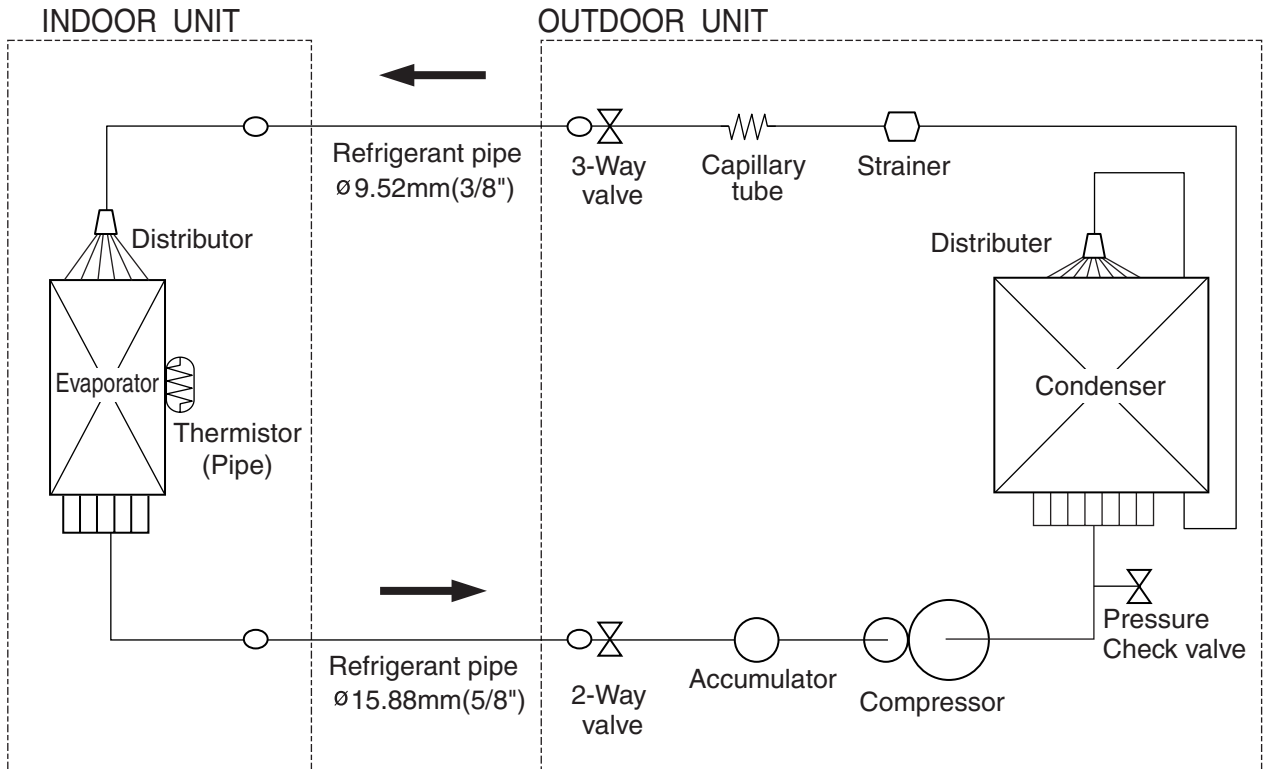 INDOOR UNIT
OUTDOOR UNIT
Refrigerant pipe
ø9.52mm(3/8")
3-Way
valve
Capillary
tube
Strainer
Distributor
Distributer
Evaporator
Thermistor
(Pipe)
Condenser
Refrigerant pipe
ø15.88mm(5/8")
2-Way
valve
Accumulator
Compressor
Pressure
Check valve